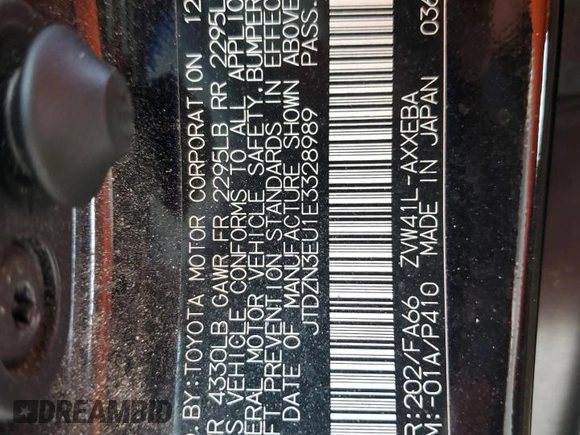 D.BY:TOYOTA MOTOR CORPORATION 12
R 4330LB GAWR FR 2295LB RR 2295L
S VEHICLE CONFORMS TO ALL APPLIC
ERAL MOTOR VEHICLE SAFETY, BUMPER
FT PREVENTION STANDARDS IN EFFEC
DATE OF MANUFACTURE SHOWN ABOVE
JTDZN3EU1E3328989 PASS.
R:202/FA66 ZVW41L-AXXEBA
M:-01A/P410 MADE IN JAPAN 036
DREAMBID